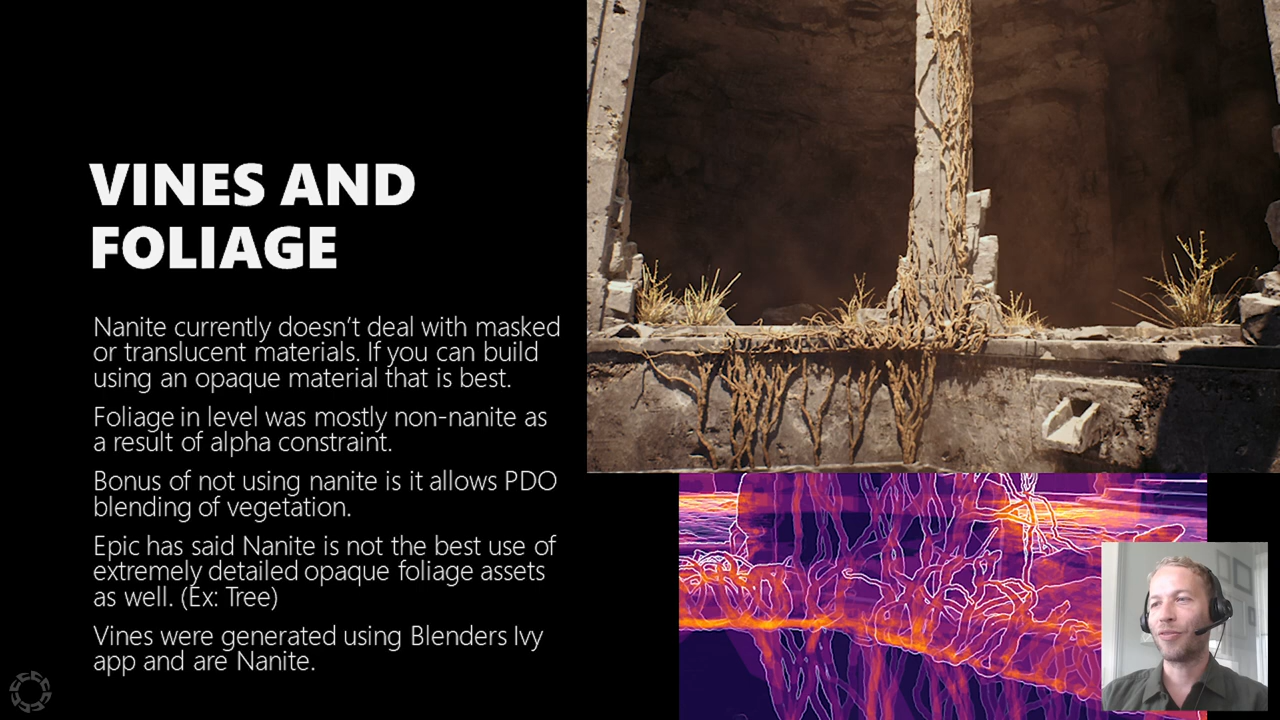 VINES AND
FOLIAGE
Nanite currently doesn’t deal with masked
or translucent materials. If you can build
using an opaque material that is best.
Foliage in level was mostly non-nanite as
a result of alpha constraint.
Bonus of not using nanite is it allows PDO
blending of vegetation.
Epic has said Nanite is not the best use of
extremely detailed opaque foliage assets
as well. (Ex: Tree)
Vines were generated using Blenders Ivy
app and are Nanite.